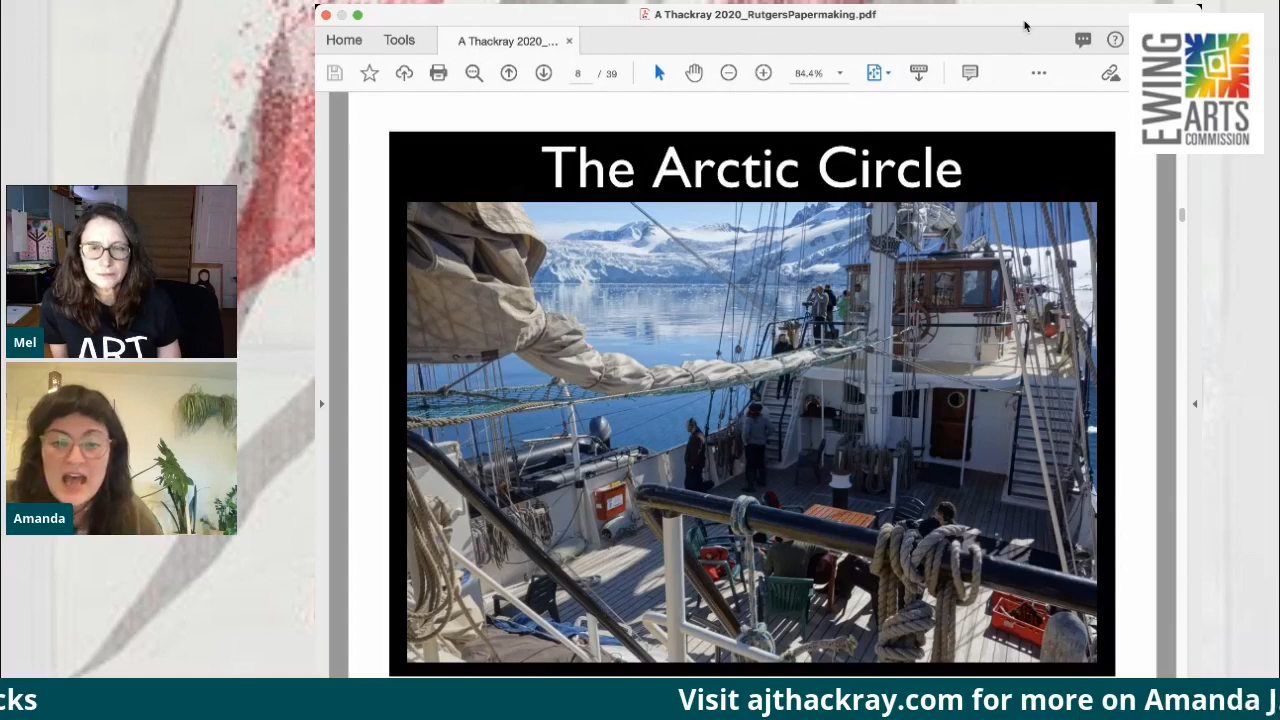 A Thackray 2020_RutgersPapermaking.pdf
Home
Tools
A Thackray 2020_... ×
8 / 39
84.4%
EWING
ARTS
COMMISSION
The Arctic Circle
ART
Mel
Amanda
cks
Visit ajthackray.com for more on Amanda J.